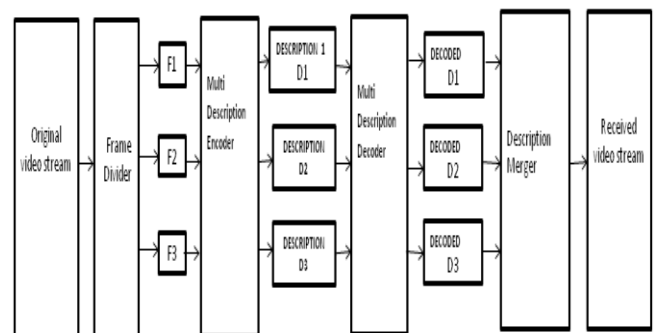 Original
video stream
Frame
Divider
F1
F2
F3
Multi
Description
Encoder
DESCRIPTION 1
D1
DESCRIPTION
D2
DESCRIPTION
D3
Multi
Description
Decoder
DECODED
D1
DECODED
D2
DECODED
D3
Description
Merger
Received
video stream